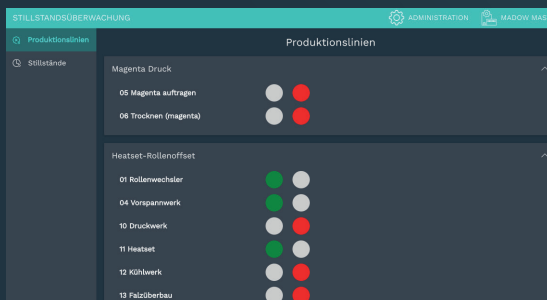 STILLSTANDSÜBERWACHUNG
ADMINISTRATION
MADOW MAS
Produktionslinien
Stillstände
Produktionslinien
Magenta Druck
05 Magenta auftragen
06 Trocknen (magenta)
Heatset-Rollenoffset
01 Rollenwechsler
04 Vorspannwerk
10 Druckwerk
11 Heatset
12 Kühlwerk
13 Falzüberbau